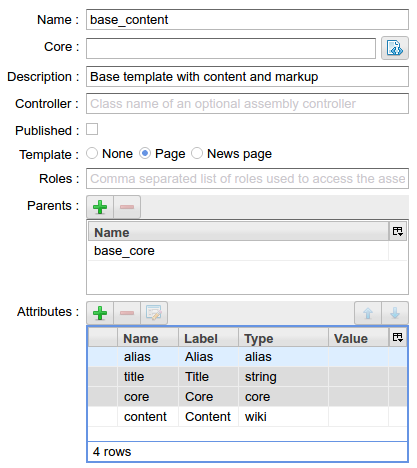 Name : base_content
Core :
Description : Base template with content and markup
Controller : Class name of an optional assembly controller
Published :
Template : None Page News page
Roles : Comma separated list of roles used to access the asse
Parents :
Name
base_core
Attributes :
Name Label Type Value
alias Alias alias
title Title string
core Core core
content Content wiki
4 rows